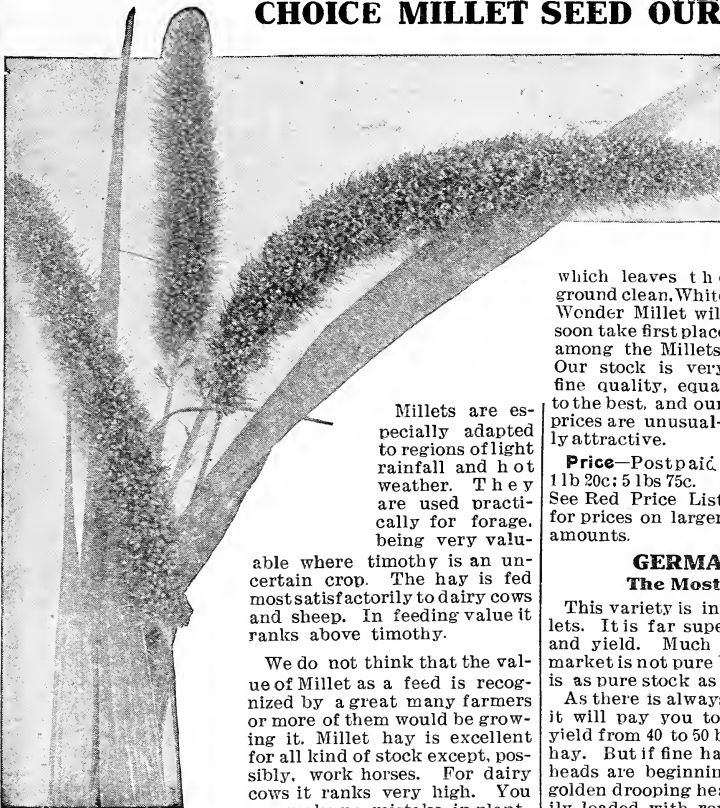 CHOICE MILLET SEED OUR
Millets are es-
pecially adapted
to regions of light
rainfall and hot
weather. They
are used practi-
cally for forage,
being very valu-
able where timothy is an un-
certain crop. The hay is fed
most satisfactorily to dairy cows
and sheep. In feeding value it
ranks above timothy.
We do not think that the val-
ue of Millet as a feed is recog-
nized by a great many farmers
or more of them would be grow-
ing it. Millet hay is excellent
for all kind of stock except, pos-
sibly, work horses. For dairy
cows it ranks very high. You
which leaves
ground clean. White
Wonder Millet wil
soon take first place
among the Millets
Our stock is very
fine quality, equa
to the best, and our
prices are unusual-
ly attractive.
Price—Postpaid
1 lb 20c; 5 lbs 75c.
See Red Price List
for prices on larger
amounts.
GERMA
The Most
This variety is in
lets. It is far supe
and yield. Much
market is not pure
is as pure stock as
As there is always
it will pay you to
yield from 40 to 50 b
hay. But if fine ha
heads are beginnin
golden drooping hea